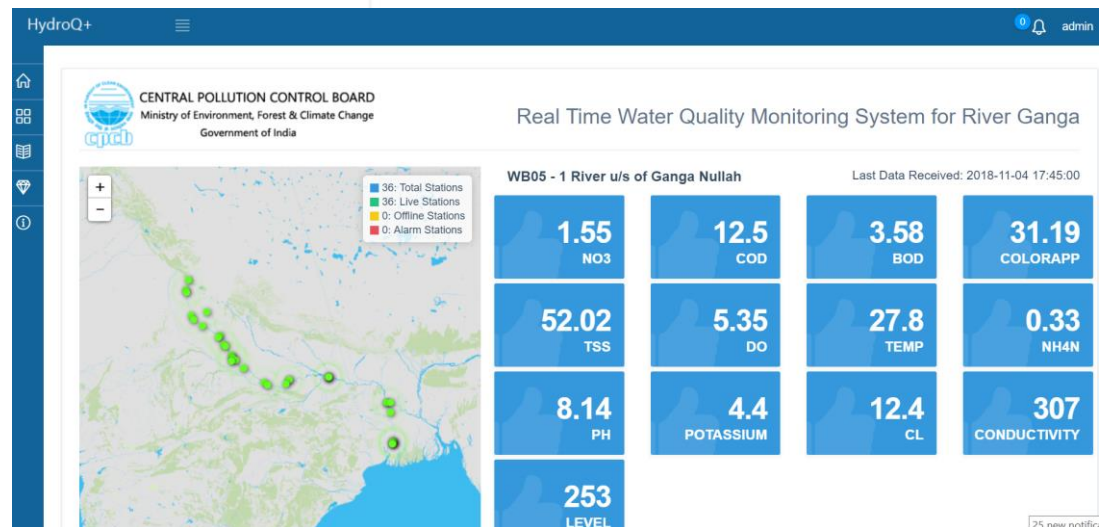 HydroQ+
0
admin
CENTRAL POLLUTION CONTROL BOARD
Ministry of Environment, Forest & Climate Change
Government of India
cpcb
Real Time Water Quality Monitoring System for River Ganga
+
−
36: Total Stations
36: Live Stations
0: Offline Stations
0: Alarm Stations
WB05 - 1 River u/s of Ganga Nullah
Last Data Received: 2018-11-04 17:45:00
1.55
NO3
12.5
COD
3.58
BOD
31.19
COLORAPP
52.02
TSS
5.35
DO
27.8
TEMP
0.33
NH4N
8.14
PH
4.4
POTASSIUM
12.4
CL
307
CONDUCTIVITY
253
LEVEL
25 new notific